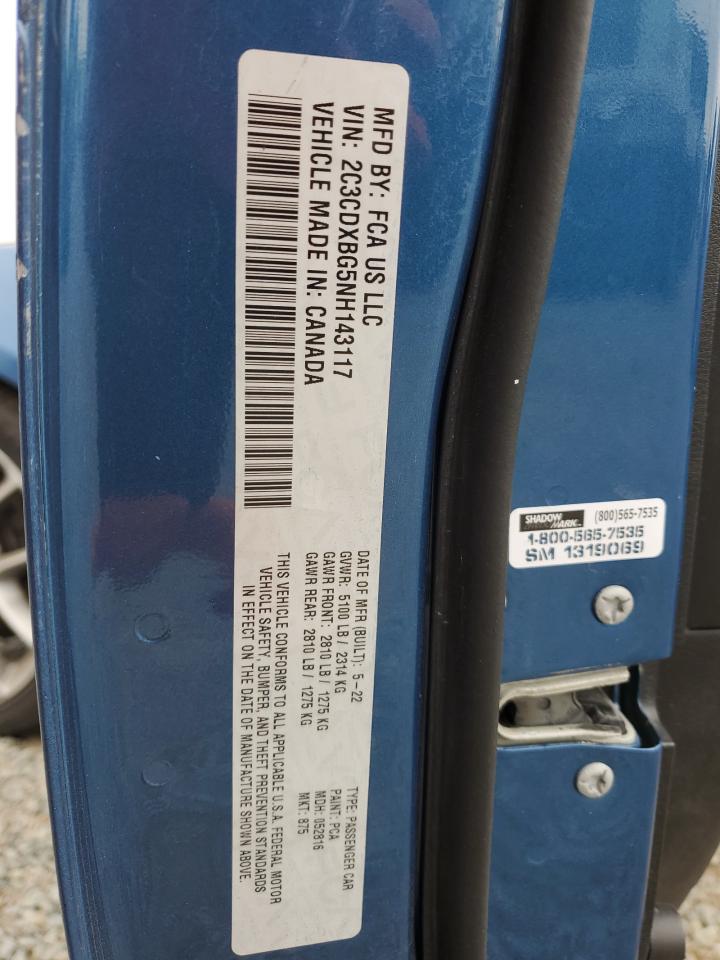 MFD BY: FCA US LLC
VIN: 2C3CDXBG5NH143117
VEHICLE MADE IN: CANADA
DATE OF MFR (BUILT): 5-22
GVWR: 5100 LB / 2314 KG
GAWR FRONT: 2810 LB / 1275 KG
GAWR REAR: 2810 LB / 1275 KG
THIS VEHICLE CONFORMS TO ALL APPLICABLE U.S.A. FEDERAL MOTOR
VEHICLE SAFETY, BUMPER, AND THEFT PREVENTION STANDARDS
IN EFFECT ON THE DATE OF MANUFACTURE SHOWN ABOVE.
TYPE: PASSENGER CAR
PAINT: PCA
MDH: 052816
MKT: 875
SHADOW MARK (800)565-7535
1-800-565-7535
SM 1319069